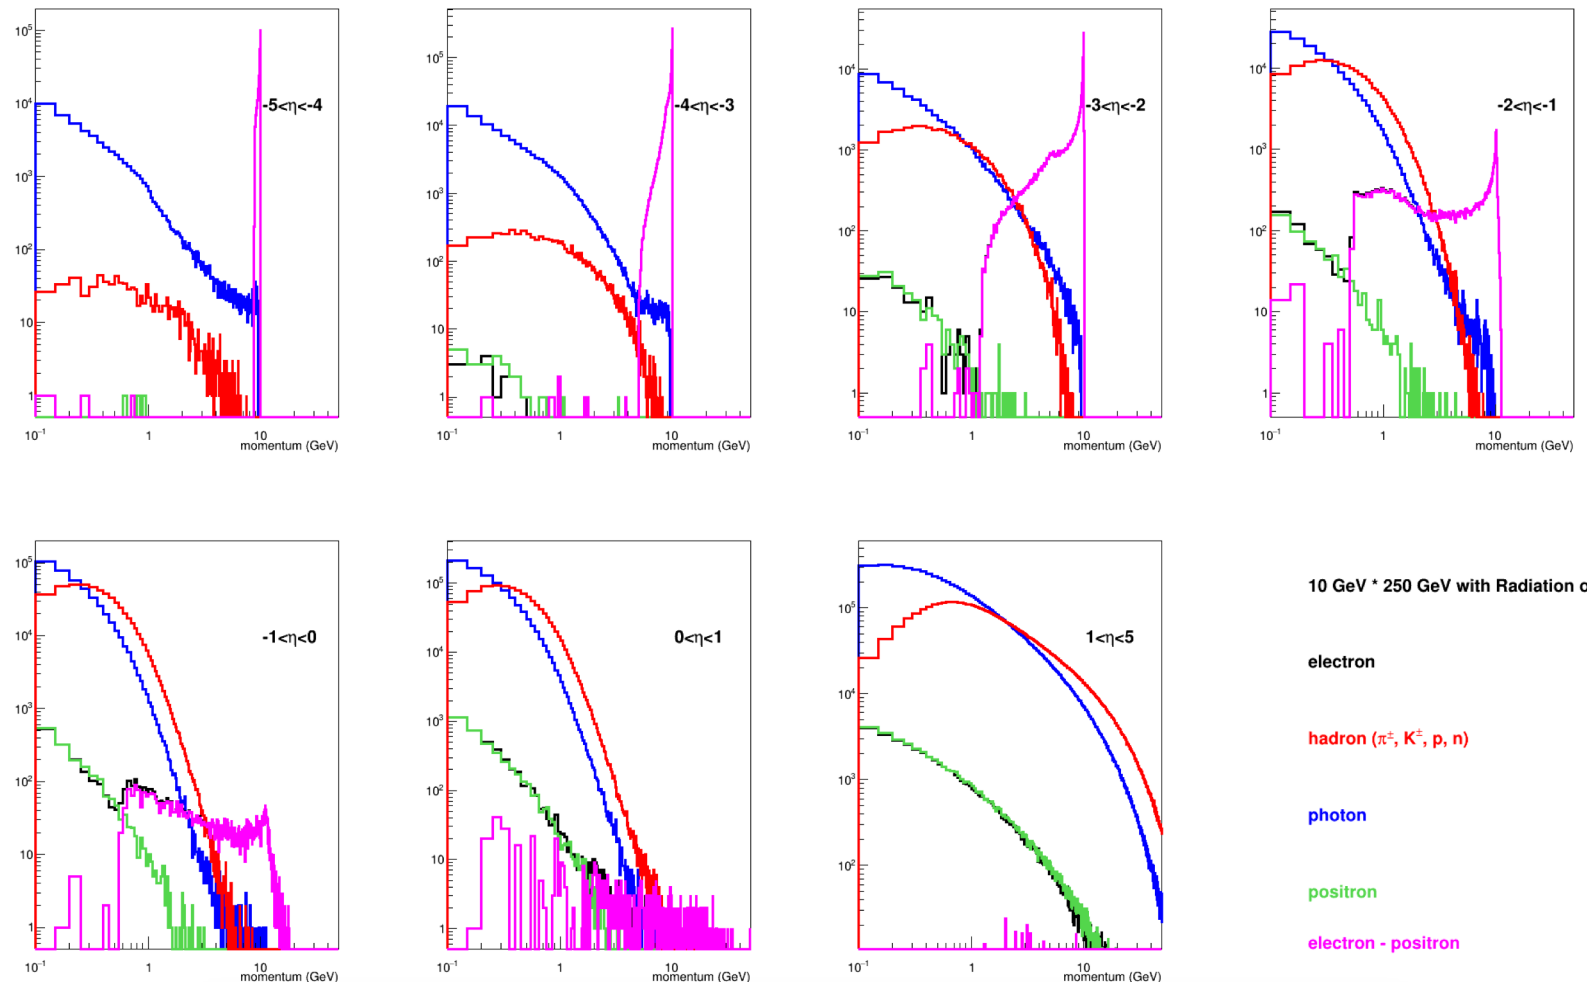 10⁵
10⁴
10³
10²
10
1
-5<η<-4
10⁻¹ 1 10
momentum (GeV)
10⁵
10⁴
10³
10²
10
1
-4<η<-3
10⁻¹ 1 10
momentum (GeV)
10⁴
10³
10²
10
1
-3<η<-2
10⁻¹ 1 10
momentum (GeV)
10⁴
10³
10²
10
1
-2<η<-1
10⁻¹ 1 10
momentum (GeV)
10⁵
10⁴
10³
10²
10
1
-1<η<0
10⁻¹ 1 10
momentum (GeV)
10⁵
10⁴
10³
10²
10
1
0<η<1
10⁻¹ 1 10
momentum (GeV)
10⁵
10⁴
10³
10²
1<η<5
10⁻¹ 1 10
momentum (GeV)
10 GeV * 250 GeV with Radiation o
electron
hadron (π±, K±, p, n)
photon
positron
electron - positron